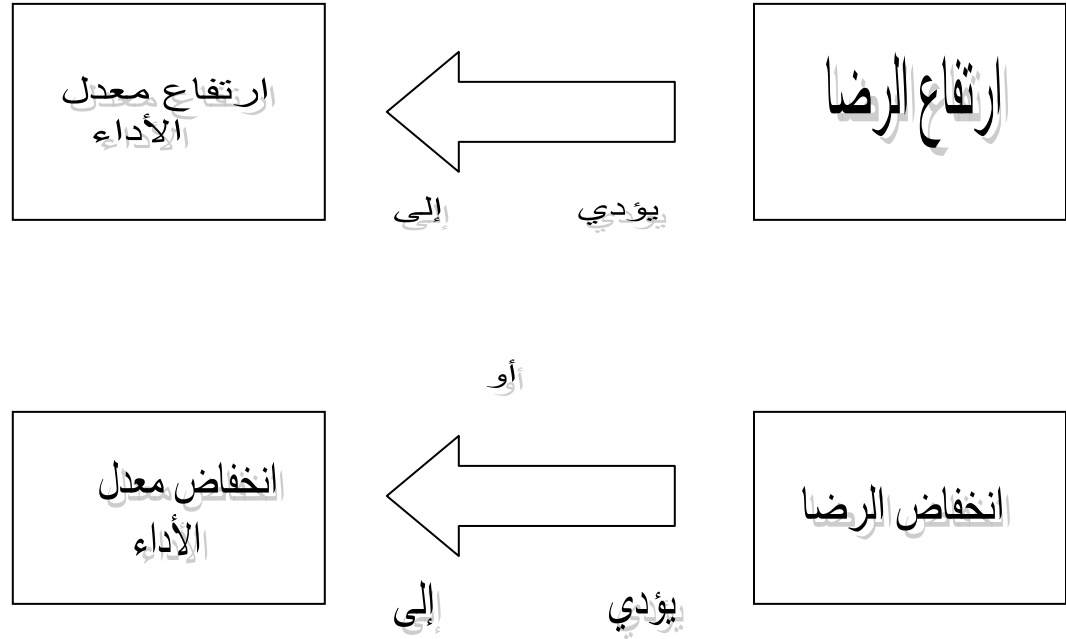 ارتفاع الرضا
يؤدي إلى
ارتفاع معدل
الأداء
أو
انخفاض الرضا
يؤدي إلى
انخفاض معدل
الأداء